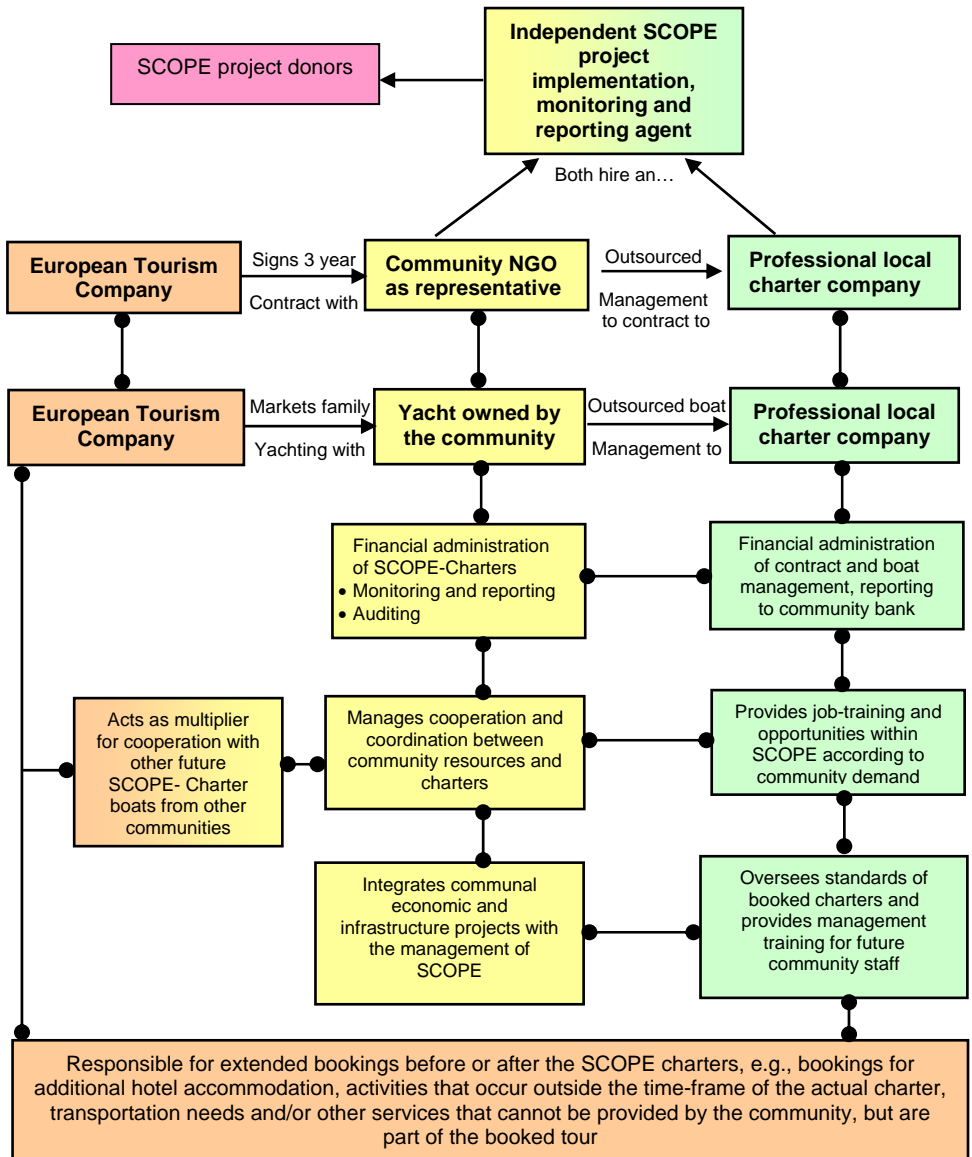 Independent SCOPE
project
implementation,
monitoring and
reporting agent
SCOPE project donors
Both hire an…
European Tourism
Company
Signs 3 year
Contract with
Community NGO
as representative
Outsourced
Management
to contract to
Professional local
charter company
European Tourism
Company
Markets family
Yachting with
Yacht owned by
the community
Outsourced boat
Management to
Professional local
charter company
Financial administration
of SCOPE-Charters
• Monitoring and reporting
• Auditing
Financial administration
of contract and boat
management, reporting
to community bank
Acts as multiplier
for cooperation with
other future
SCOPE- Charter
boats from other
communities
Manages cooperation and
coordination between
community resources and
charters
Provides job-training and
opportunities within
SCOPE according to
community demand
Integrates communal
economic and
infrastructure projects with
the management of
SCOPE
Oversees standards of
booked charters and
provides management
training for future
community staff
Responsible for extended bookings before or after the SCOPE charters, e.g., bookings for
additional hotel accommodation, activities that occur outside the time-frame of the actual charter,
transportation needs and/or other services that cannot be provided by the community, but are
part of the booked tour